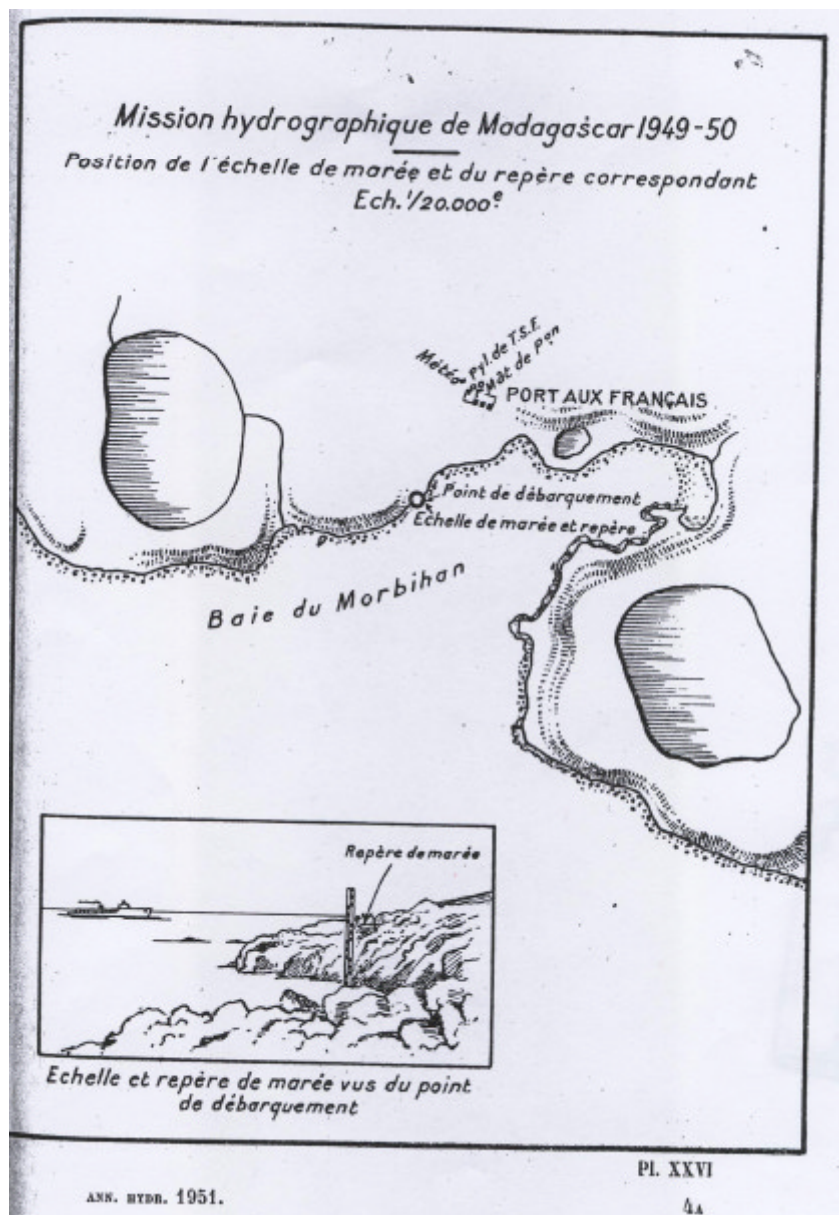 Mission hydrographique de Madagascar 1949-50
Position de l'échelle de marée et du repère correspondant
Ech. 1/20.000e
Météo
Pyl. de T.S.F.
Mât de pon
PORT AUX FRANÇAIS
Point de débarquement
Echelle de marée et repère
Baie du Morbihan
Repère de marée
Echelle et repère de marée vus du point
de débarquement
Pl. XXVI
ANN. HYDR. 1951.
4A